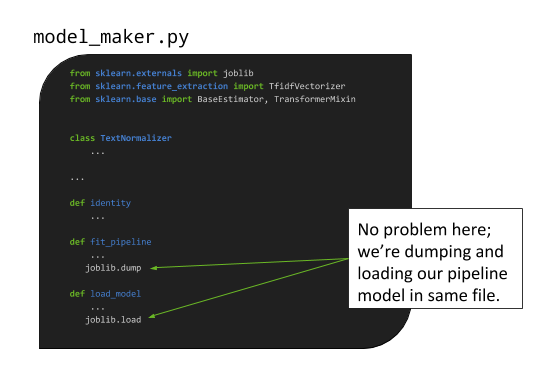 model_maker.py
from sklearn.externals import joblib
from sklearn.feature_extraction import TfidfVectorizer
from sklearn.base import BaseEstimator, TransformerMixin
class TextNormalizer
...
...
def identity
...
def fit_pipeline
...
joblib.dump
def load_model
...
joblib.load
No problem here;
we’re dumping and
loading our pipeline
model in same file.